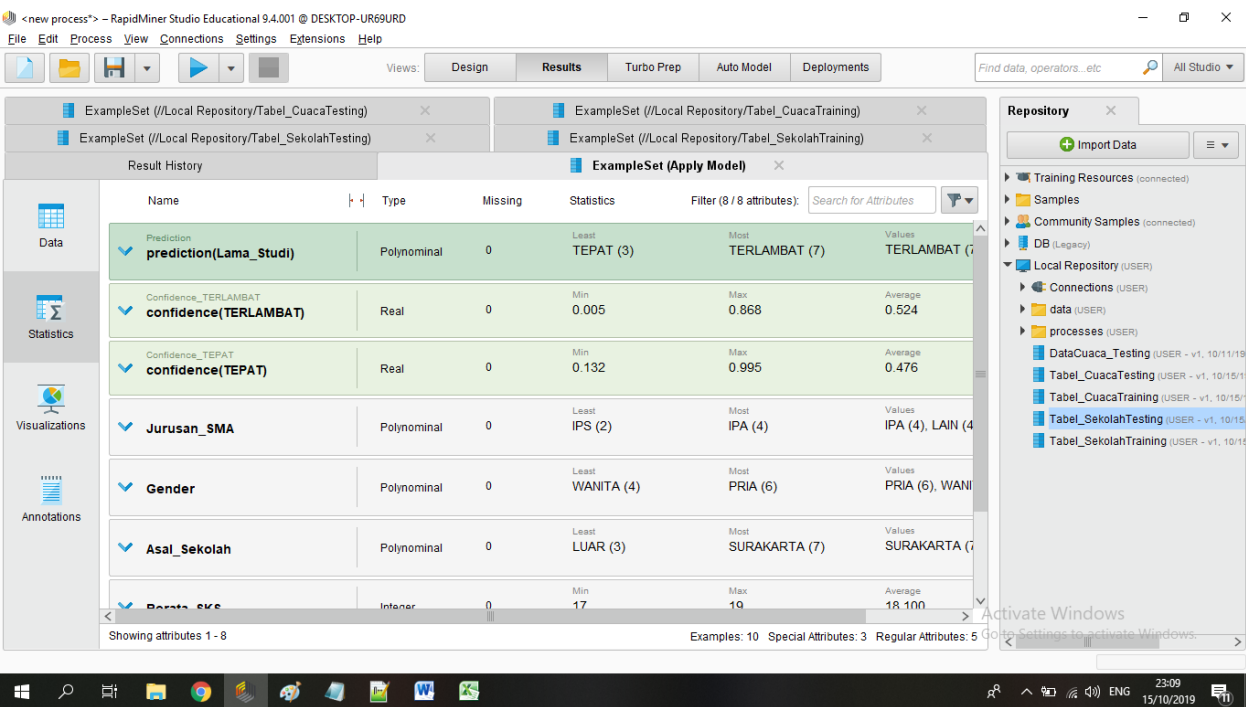 <new process*> – RapidMiner Studio Educational 9.4.001 @ DESKTOP-UR69URD
File Edit Process View Connections Settings Extensions Help
Views: Design Results Turbo Prep Auto Model Deployments Find data, operators...etc All Studio
ExampleSet (//Local Repository/Tabel_CuacaTesting) ExampleSet (//Local Repository/Tabel_CuacaTraining)
ExampleSet (//Local Repository/Tabel_SekolahTesting) ExampleSet (//Local Repository/Tabel_SekolahTraining)
Result History ExampleSet (Apply Model)
Data
Statistics
Visualizations
Annotations
Name Type Missing Statistics Filter (8 / 8 attributes): Search for Attributes
Prediction Least Most Values
prediction(Lama_Studi) Polynominal 0 TEPAT (3) TERLAMBAT (7) TERLAMBAT (7
Confidence_TERLAMBAT Min Max Average
confidence(TERLAMBAT) Real 0 0.005 0.868 0.524
Confidence_TEPAT Min Max Average
confidence(TEPAT) Real 0 0.132 0.995 0.476
Least Most Values
Jurusan_SMA Polynominal 0 IPS (2) IPA (4) IPA (4), LAIN (4
Least Most Values
Gender Polynominal 0 WANITA (4) PRIA (6) PRIA (6), WANI
Least Most Values
Asal_Sekolah Polynominal 0 LUAR (3) SURAKARTA (7) SURAKARTA (7
Min Max Average
Rerata_SKS Integer 0 17 19 18.100
Showing attributes 1 - 8 Examples: 10 Special Attributes: 3 Regular Attributes: 5
Repository
Import Data
Training Resources (connected)
Samples
Community Samples (connected)
DB (Legacy)
Local Repository (USER)
Connections (USER)
data (USER)
processes (USER)
DataCuaca_Testing (USER - v1, 10/11/19
Tabel_CuacaTesting (USER - v1, 10/15/1
Tabel_CuacaTraining (USER - v1, 10/15/
Tabel_SekolahTesting (USER - v1, 10/15
Tabel_SekolahTraining (USER - v1, 10/15
Activate Windows
Go to Settings to activate Windows.
ENG
23:09
15/10/2019
11